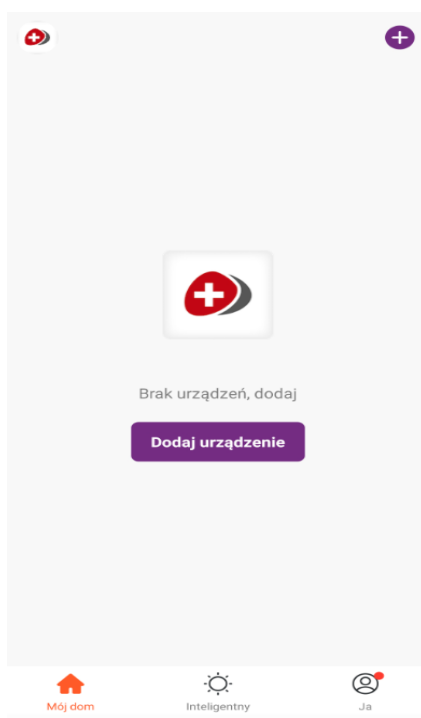 Brak urządzeń, dodaj
Dodaj urządzenie
Mój dom
Inteligentny
Ja